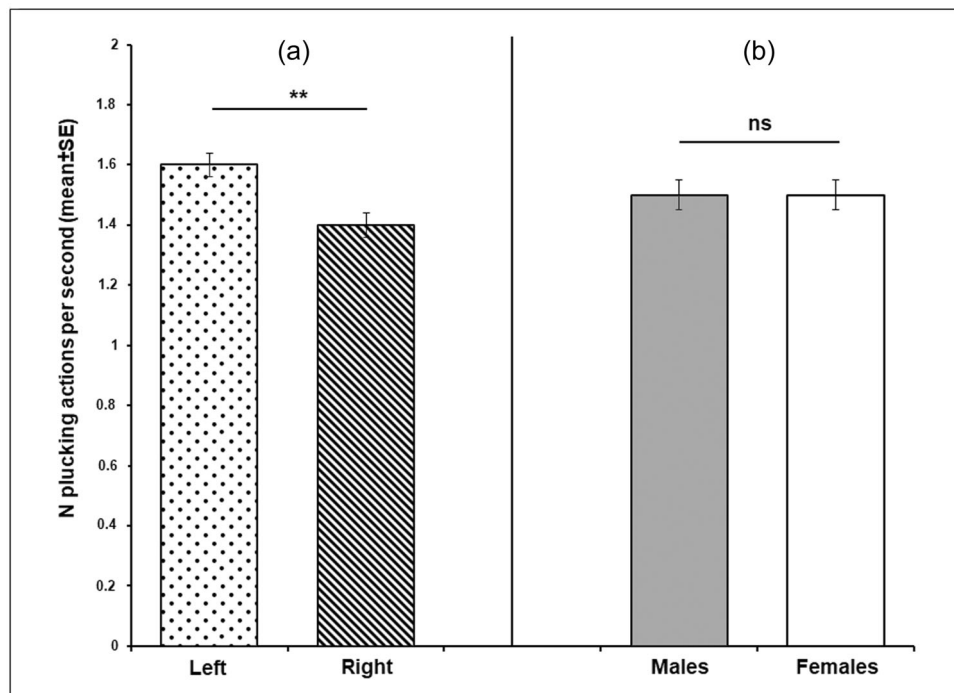 (a)
(b)
N plucking actions per second (mean±SE)
2
1.8
1.6
1.4
1.2
1
0.8
0.6
0.4
0.2
0
**
ns
Left
Right
Males
Females